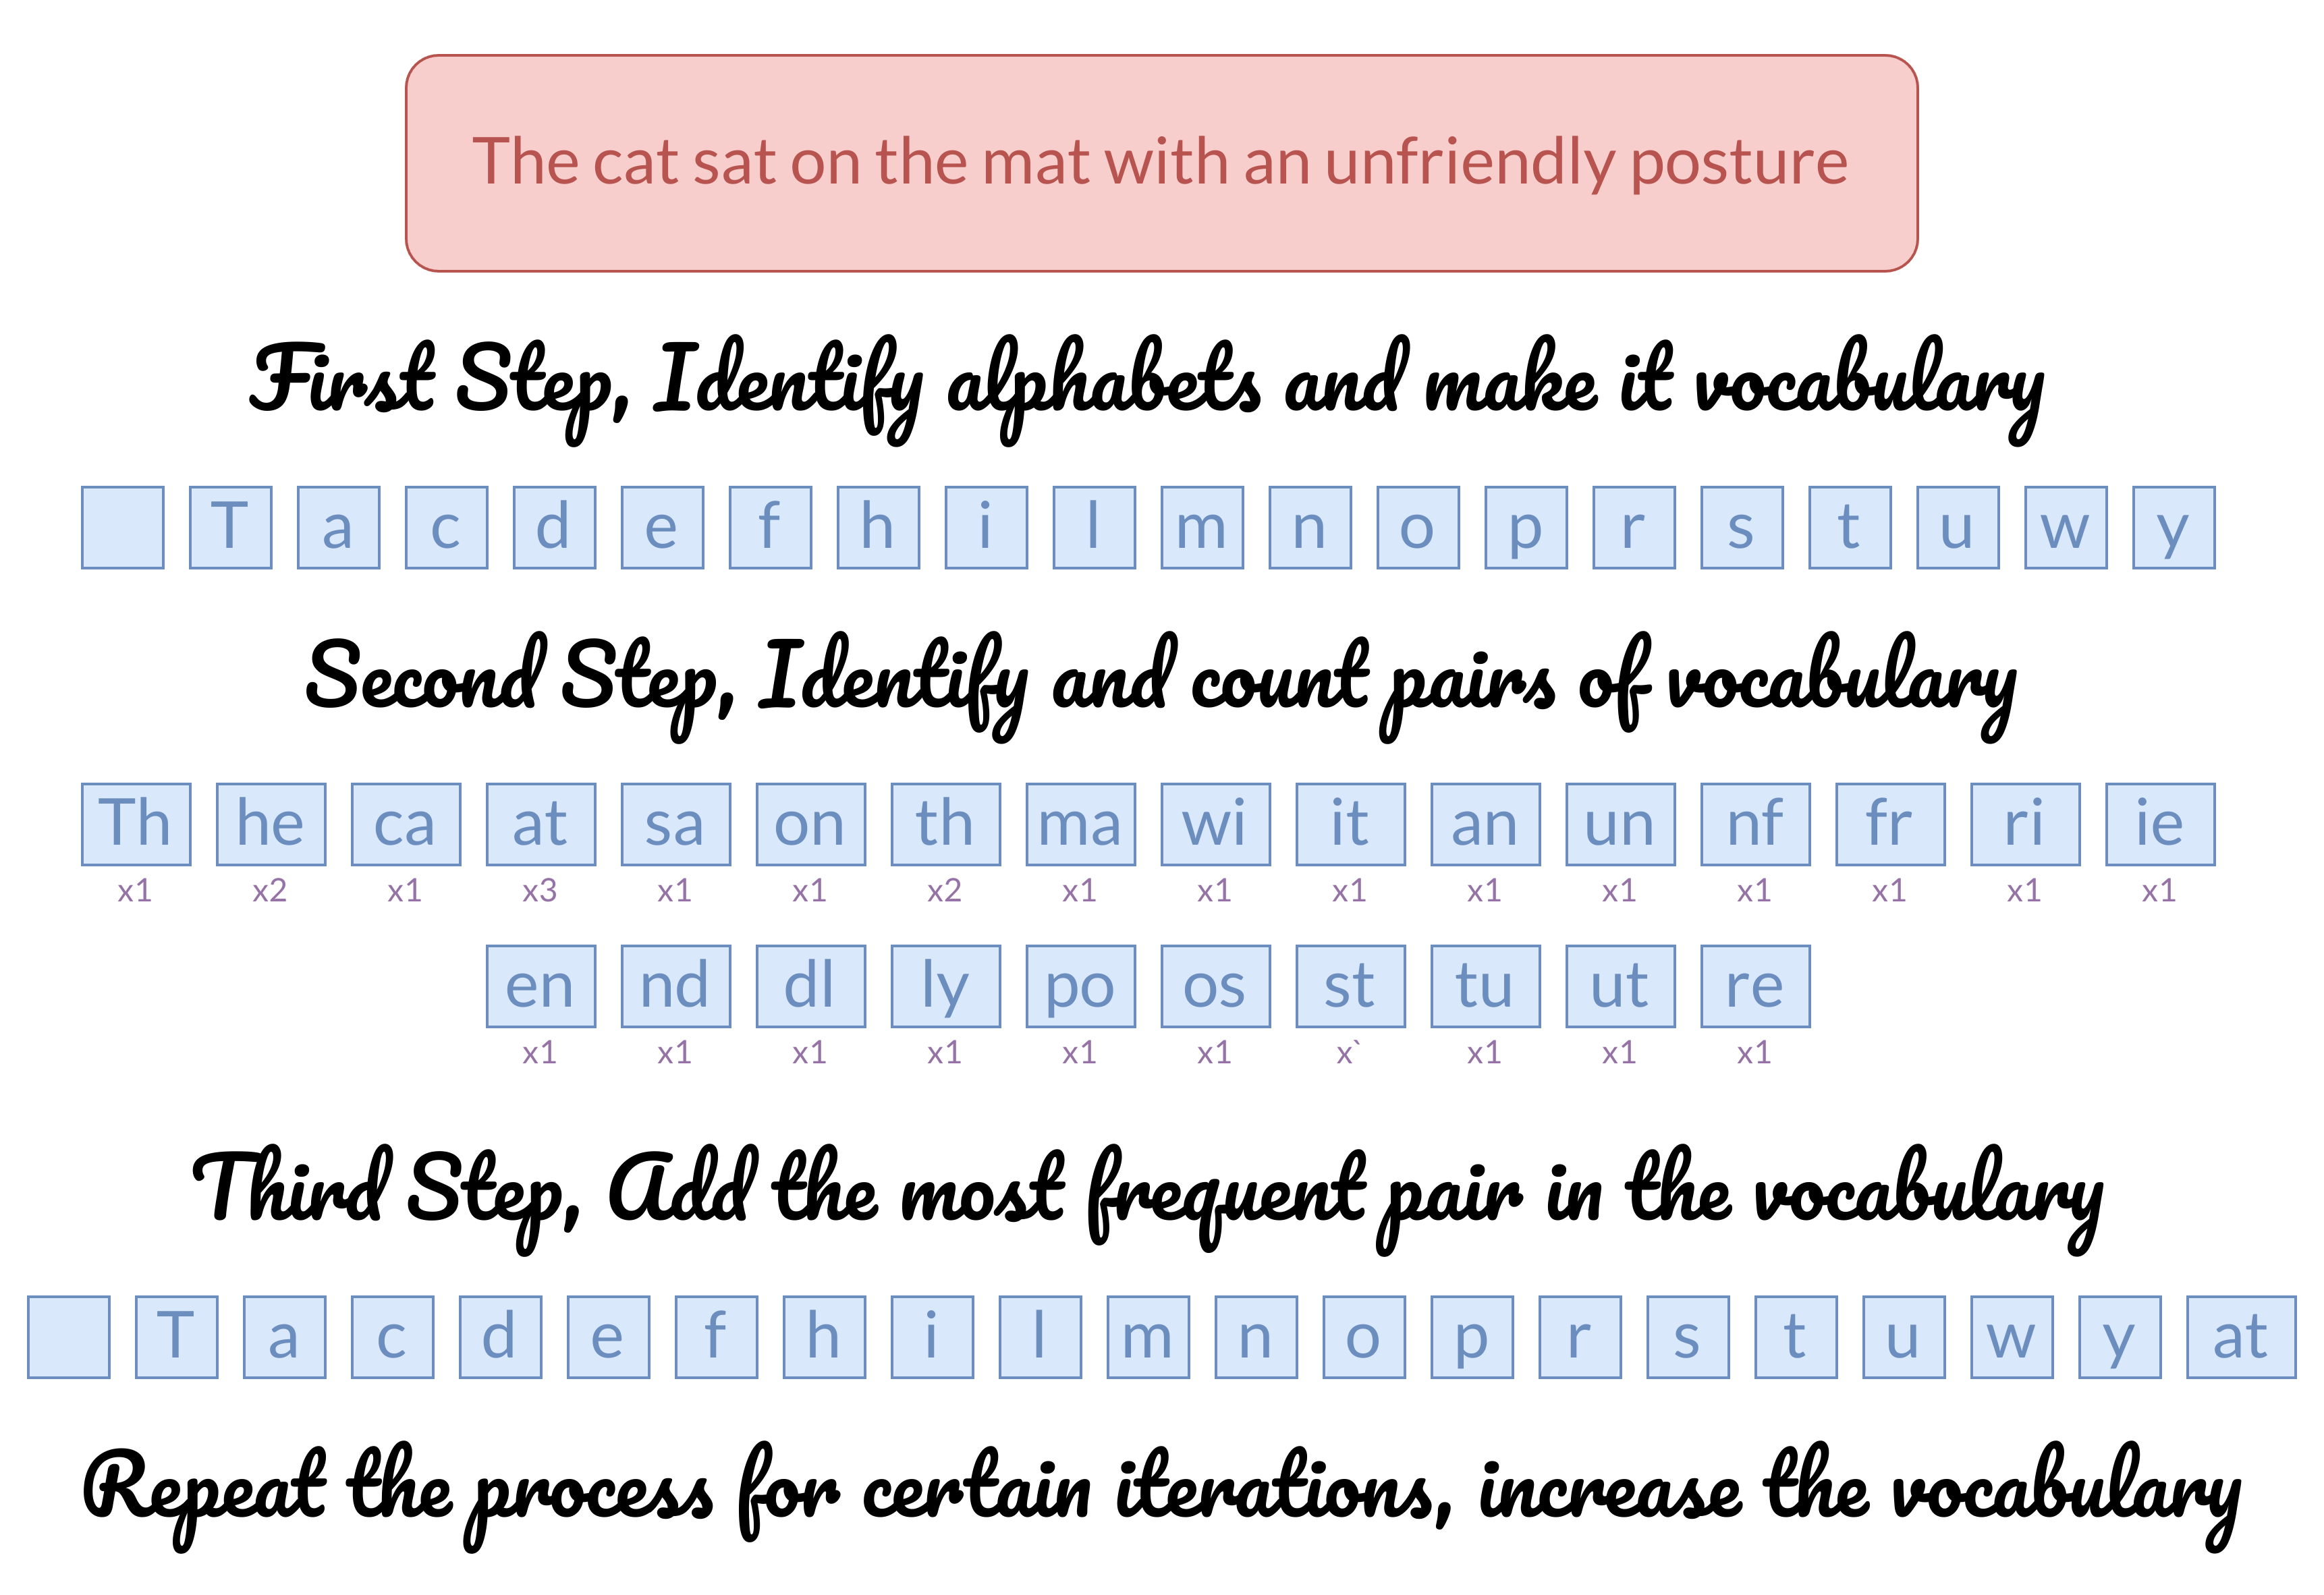 The cat sat on the mat with an unfriendly posture
First Step, Identify alphabets and make it vocabulary
T a c d e f h i l m n o p r s t u w y
Second Step, Identify and count pairs of vocabulary
Th he ca at sa on th ma wi it an un nf fr ri ie
x1 x2 x1 x3 x1 x1 x2 x1 x1 x1 x1 x1 x1 x1 x1 x1
en nd dl ly po os st tu ut re
x1 x1 x1 x1 x1 x1 x` x1 x1 x1
Third Step, Add the most frequent pair in the vocabulary
T a c d e f h i l m n o p r s t u w y at
Repeat the process for certain iterations, increase the vocabulary